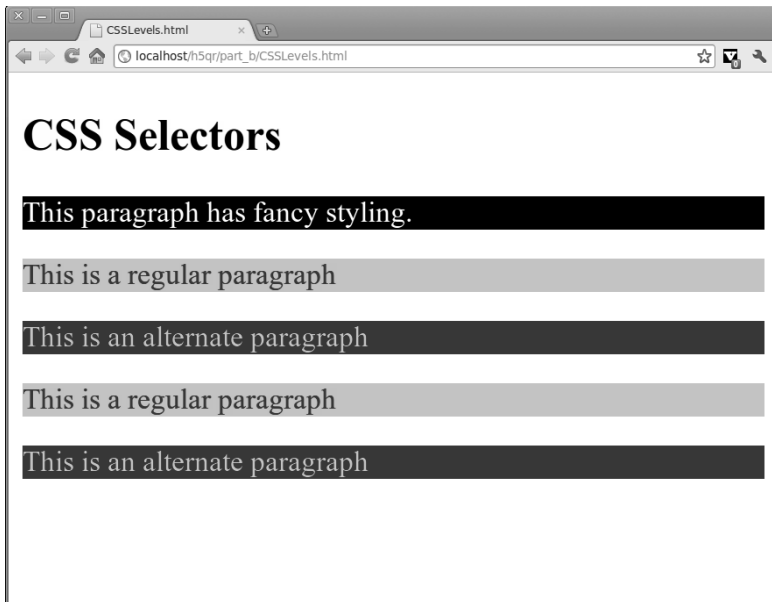 CSSLevels.html
localhost/h5qr/part_b/CSSLevels.html
CSS Selectors
This paragraph has fancy styling.
This is a regular paragraph
This is an alternate paragraph
This is a regular paragraph
This is an alternate paragraph